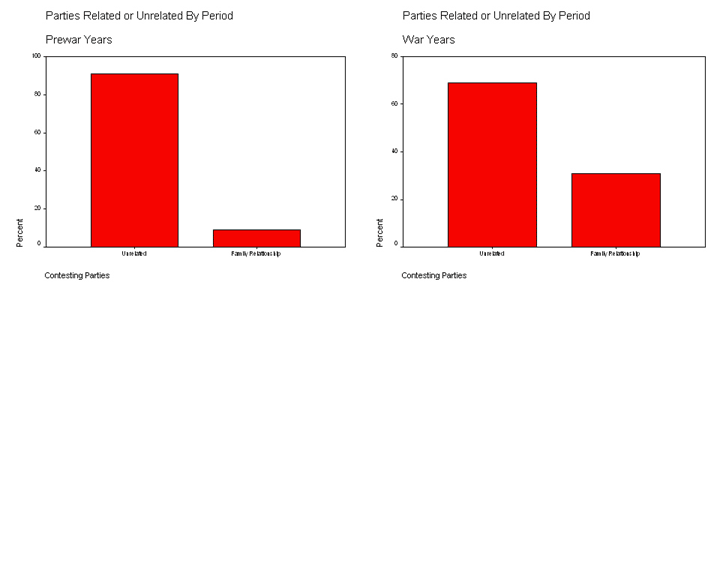 Parties Related or Unrelated By Period
Prewar Years
100
80
60
40
20
0
Percent
Unrelated
Family Relationship
Contesting Parties
Parties Related or Unrelated By Period
War Years
80
60
40
20
0
Percent
Unrelated
Family Relationship
Contesting Parties